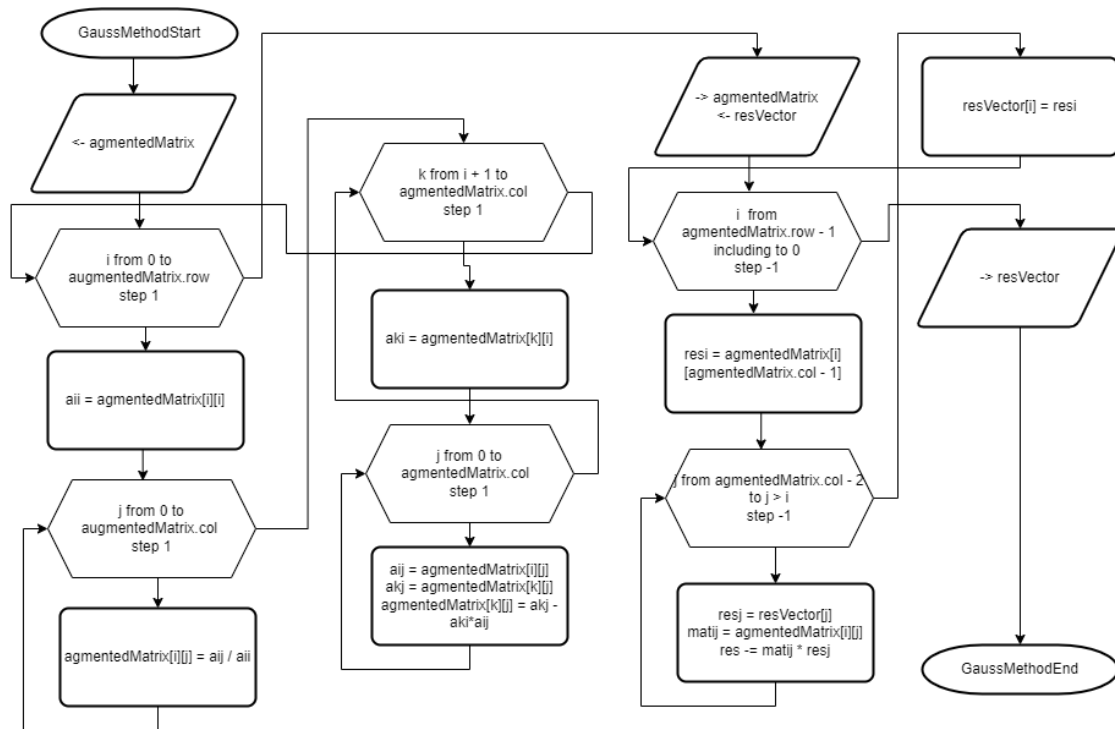 GaussMethodStart
<- agmentedMatrix
i from 0 to
augmentedMatrix.row
step 1
aii = agmentedMatrix[i][i]
j from 0 to
augmentedMatrix.col
step 1
agmentedMatrix[i][j] = aij / aii
k from i + 1 to
agmentedMatrix.col
step 1
aki = agmentedMatrix[k][i]
j from 0 to
agmentedMatrix.col
step 1
aij = agmentedMatrix[i][j]
akj = agmentedMatrix[k][j]
agmentedMatrix[k][j] = akj -
aki*aij
-> agmentedMatrix
<- resVector
i from
agmentedMatrix.row - 1
including to 0
step -1
resi = agmentedMatrix[i]
[agmentedMatrix.col - 1]
j from agmentedMatrix.col - 2
to j > i
step -1
resj = resVector[j]
matij = agmentedMatrix[i][j]
res -= matij * resj
resVector[i] = resi
-> resVector
GaussMethodEnd